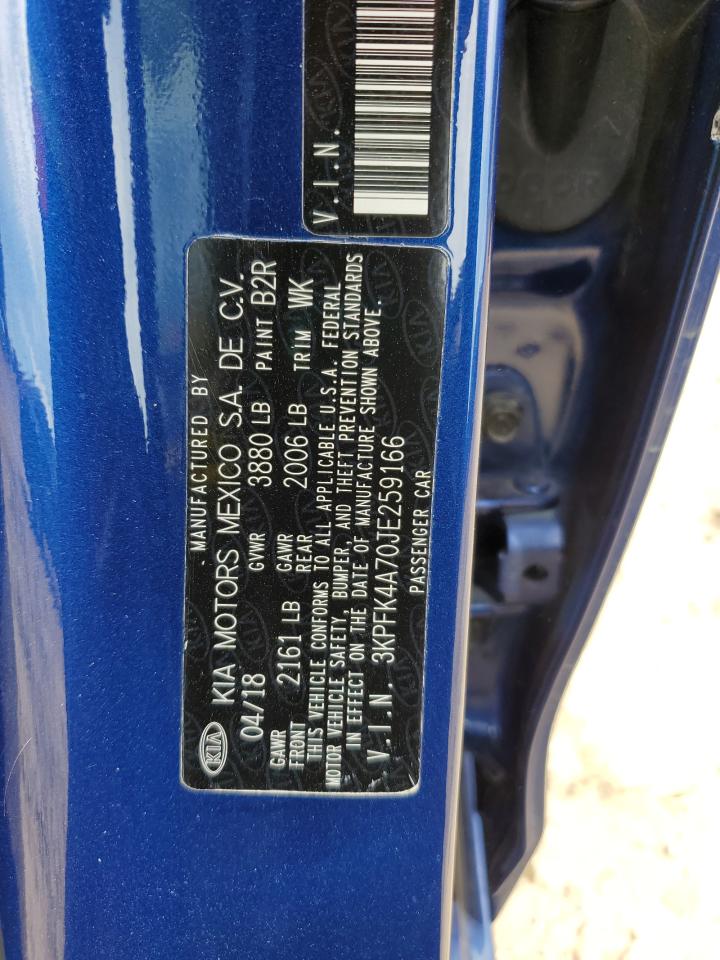 MANUFACTURED BY
KIA KIA MOTORS MEXICO S.A. DE C.V.
04/18 GVWR 3880 LB PAINT B2R
GAWR FRONT 2161 LB GAWR REAR 2006 LB TRIM WK
THIS VEHICLE CONFORMS TO ALL APPLICABLE U.S.A. FEDERAL
MOTOR VEHICLE SAFETY, BUMPER, AND THEFT PREVENTION STANDARDS
IN EFFECT ON THE DATE OF MANUFACTURE SHOWN ABOVE.
V.I.N. 3KPFK4A70JE259166
PASSENGER CAR
V.I.N.